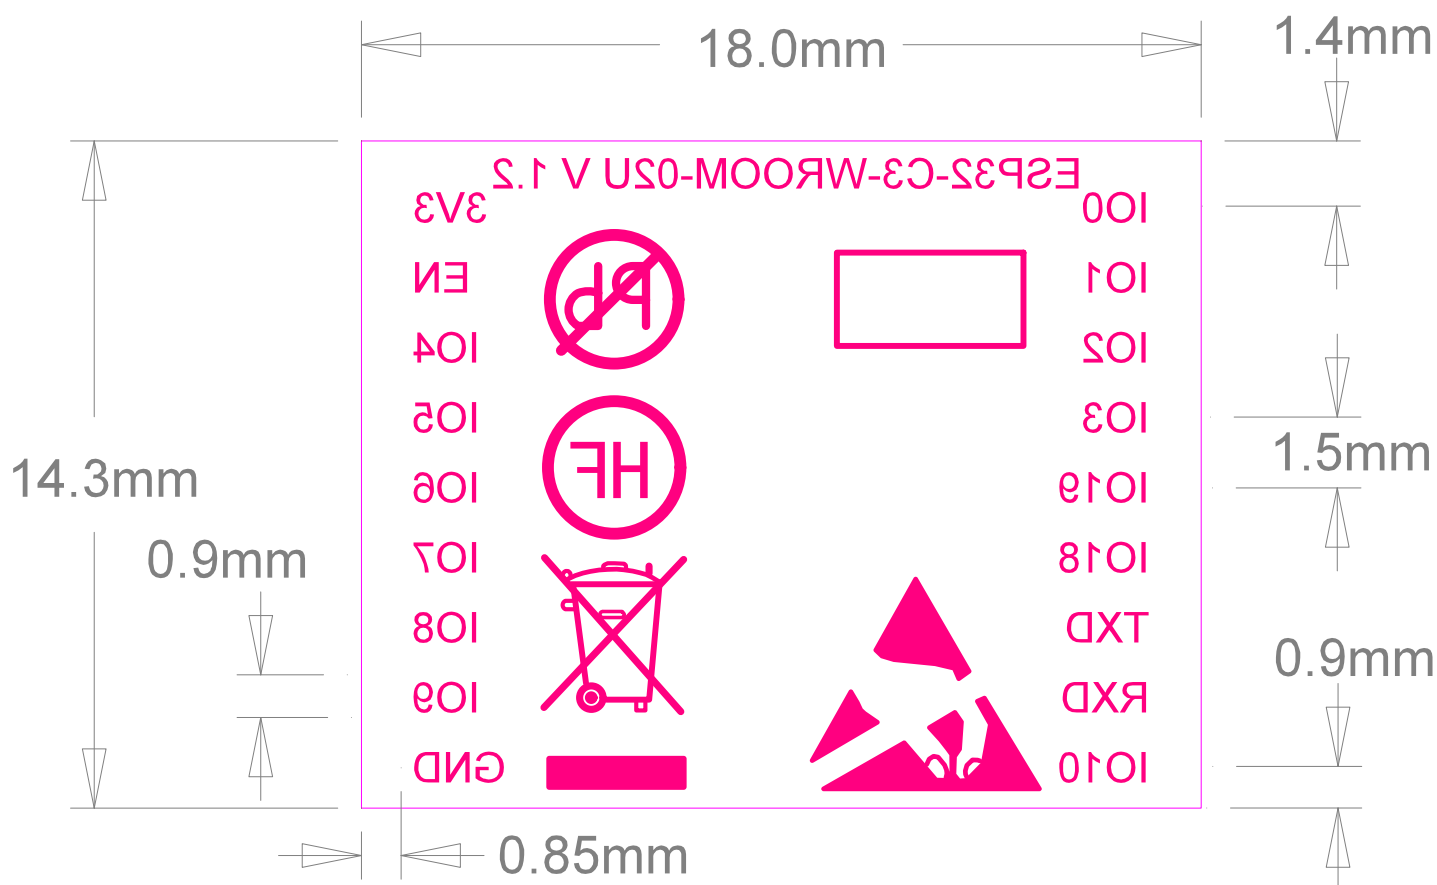 18.0mm
1.4mm
ESP32-C3-WROOM-02U V 1.2
3V3
IO0
EN
IO1
Pb
IO4
IO2
IO5
IO3
14.3mm
HF
1.5mm
IO6
IO19
0.9mm
IO7
IO18
IO8
TXD
0.9mm
IO9
RXD
GND
IO10
0.85mm